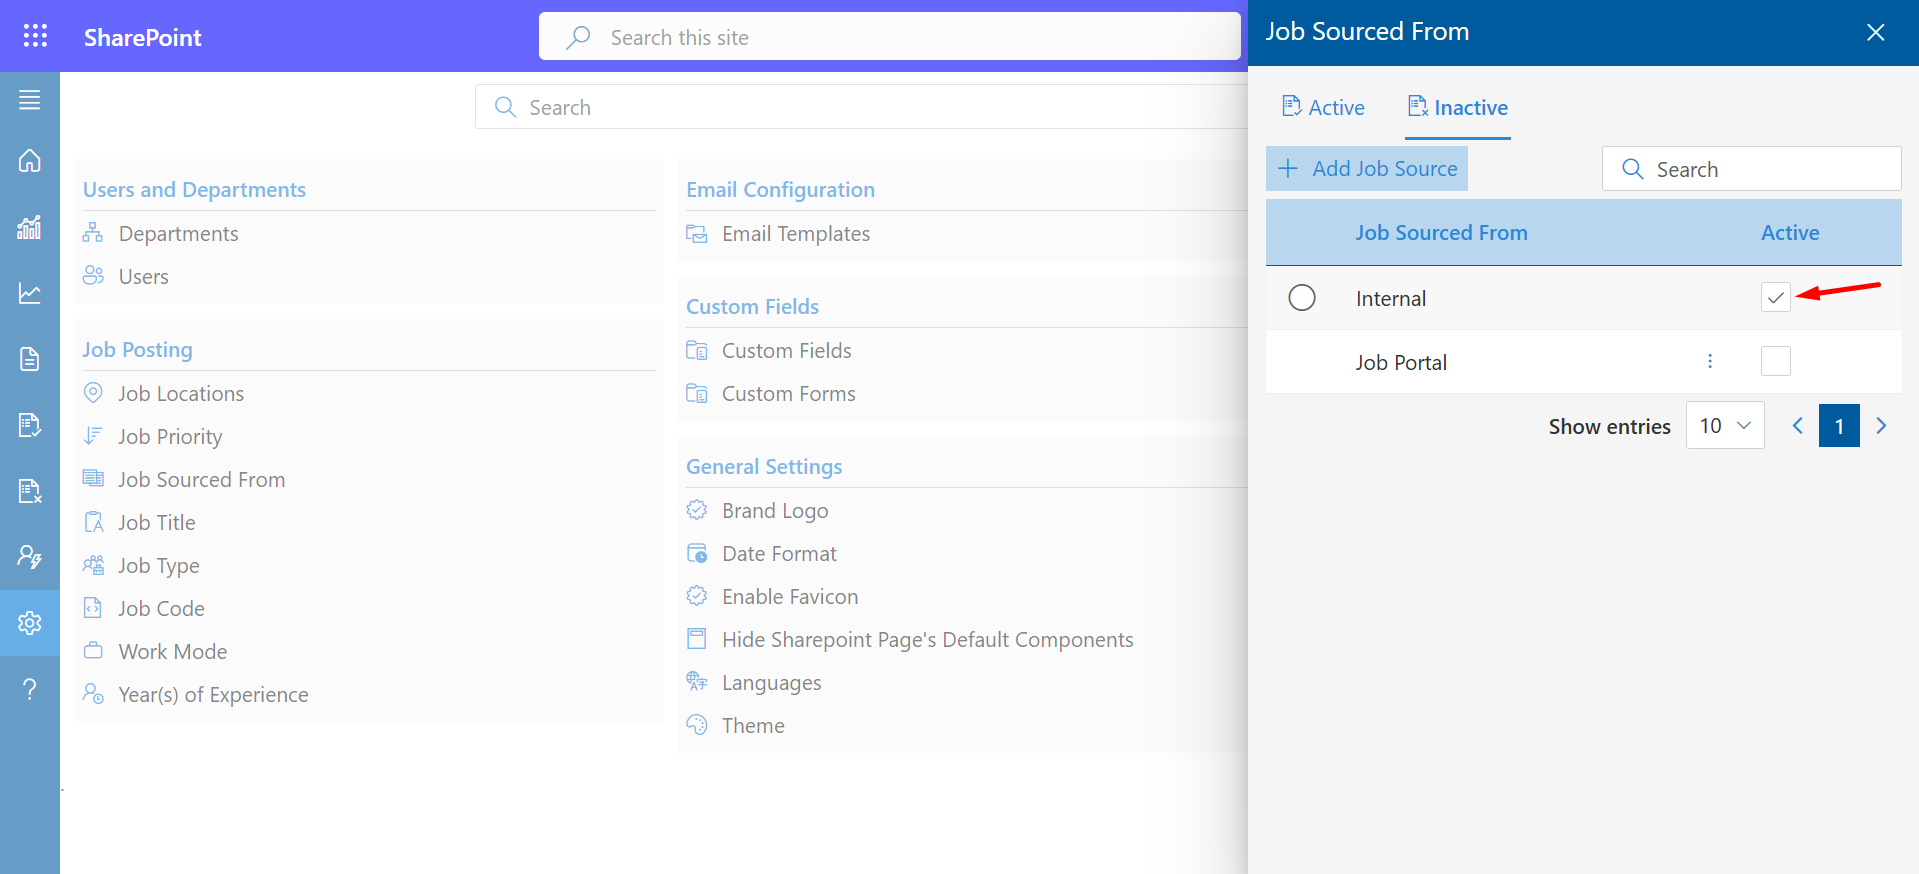 SharePoint
Search this site
Search
Users and Departments
Departments
Users
Job Posting
Job Locations
Job Priority
Job Sourced From
Job Title
Job Type
Job Code
Work Mode
Year(s) of Experience
Email Configuration
Email Templates
Custom Fields
Custom Fields
Custom Forms
General Settings
Brand Logo
Date Format
Enable Favicon
Hide Sharepoint Page's Default Components
Languages
Theme
Job Sourced From
Active Inactive
Add Job Source Search
Job Sourced From Active
Internal
Job Portal
Show entries 10 1